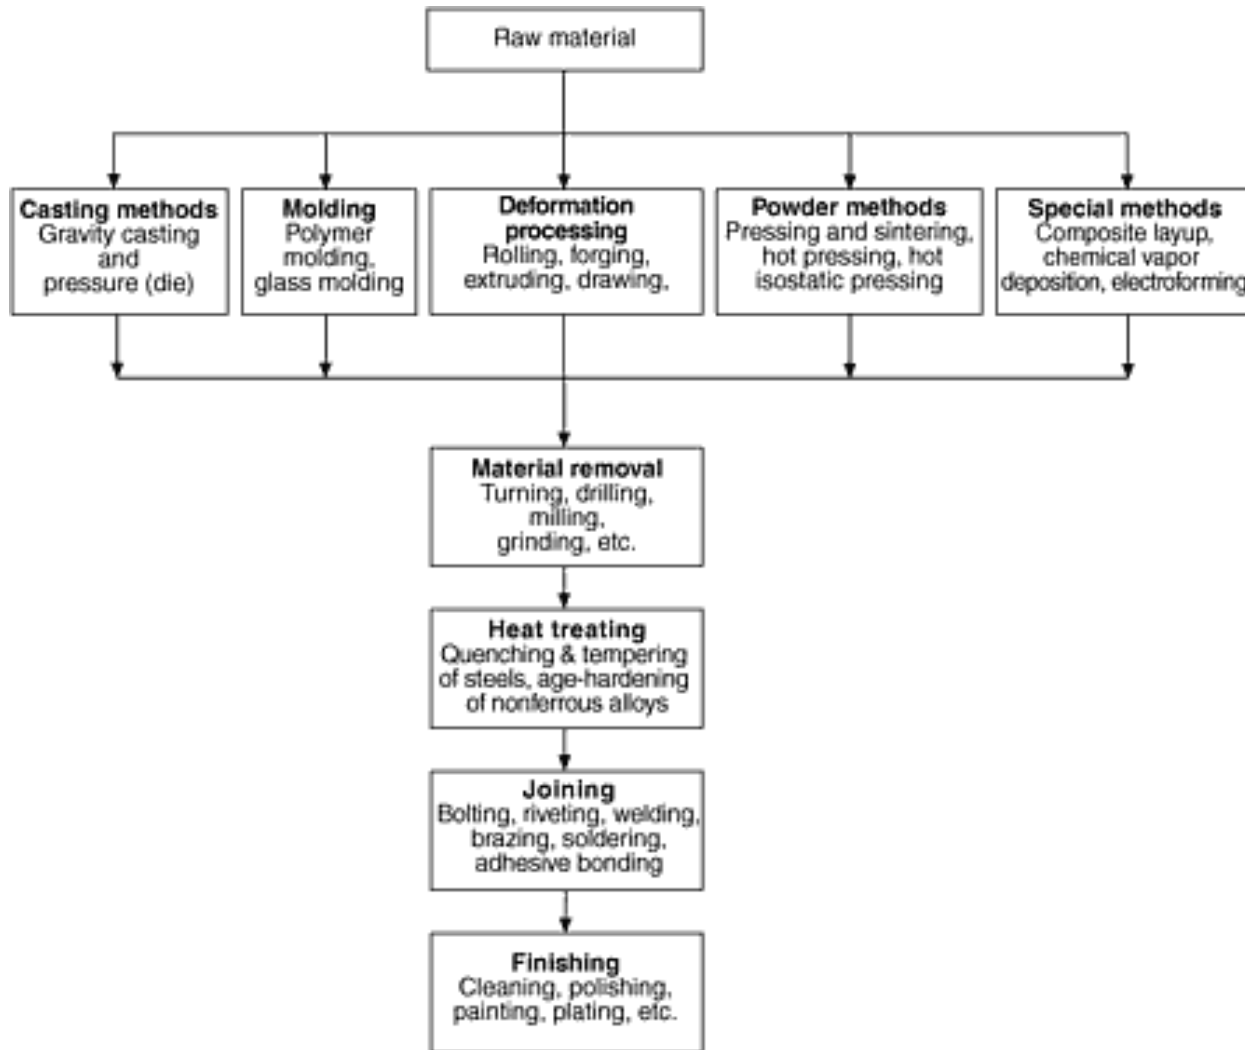 Raw material
Casting methods
Gravity casting
and
pressure (die)
Molding
Polymer
molding,
glass molding
Deformation
processing
Rolling, forging,
extruding, drawing,
Powder methods
Pressing and sintering,
hot pressing, hot
isostatic pressing
Special methods
Composite layup,
chemical vapor
deposition, electroforming
Material removal
Turning, drilling,
milling,
grinding, etc.
Heat treating
Quenching & tempering
of steels, age-hardening
of nonferrous alloys
Joining
Bolting, riveting, welding,
brazing, soldering,
adhesive bonding
Finishing
Cleaning, polishing,
painting, plating, etc.